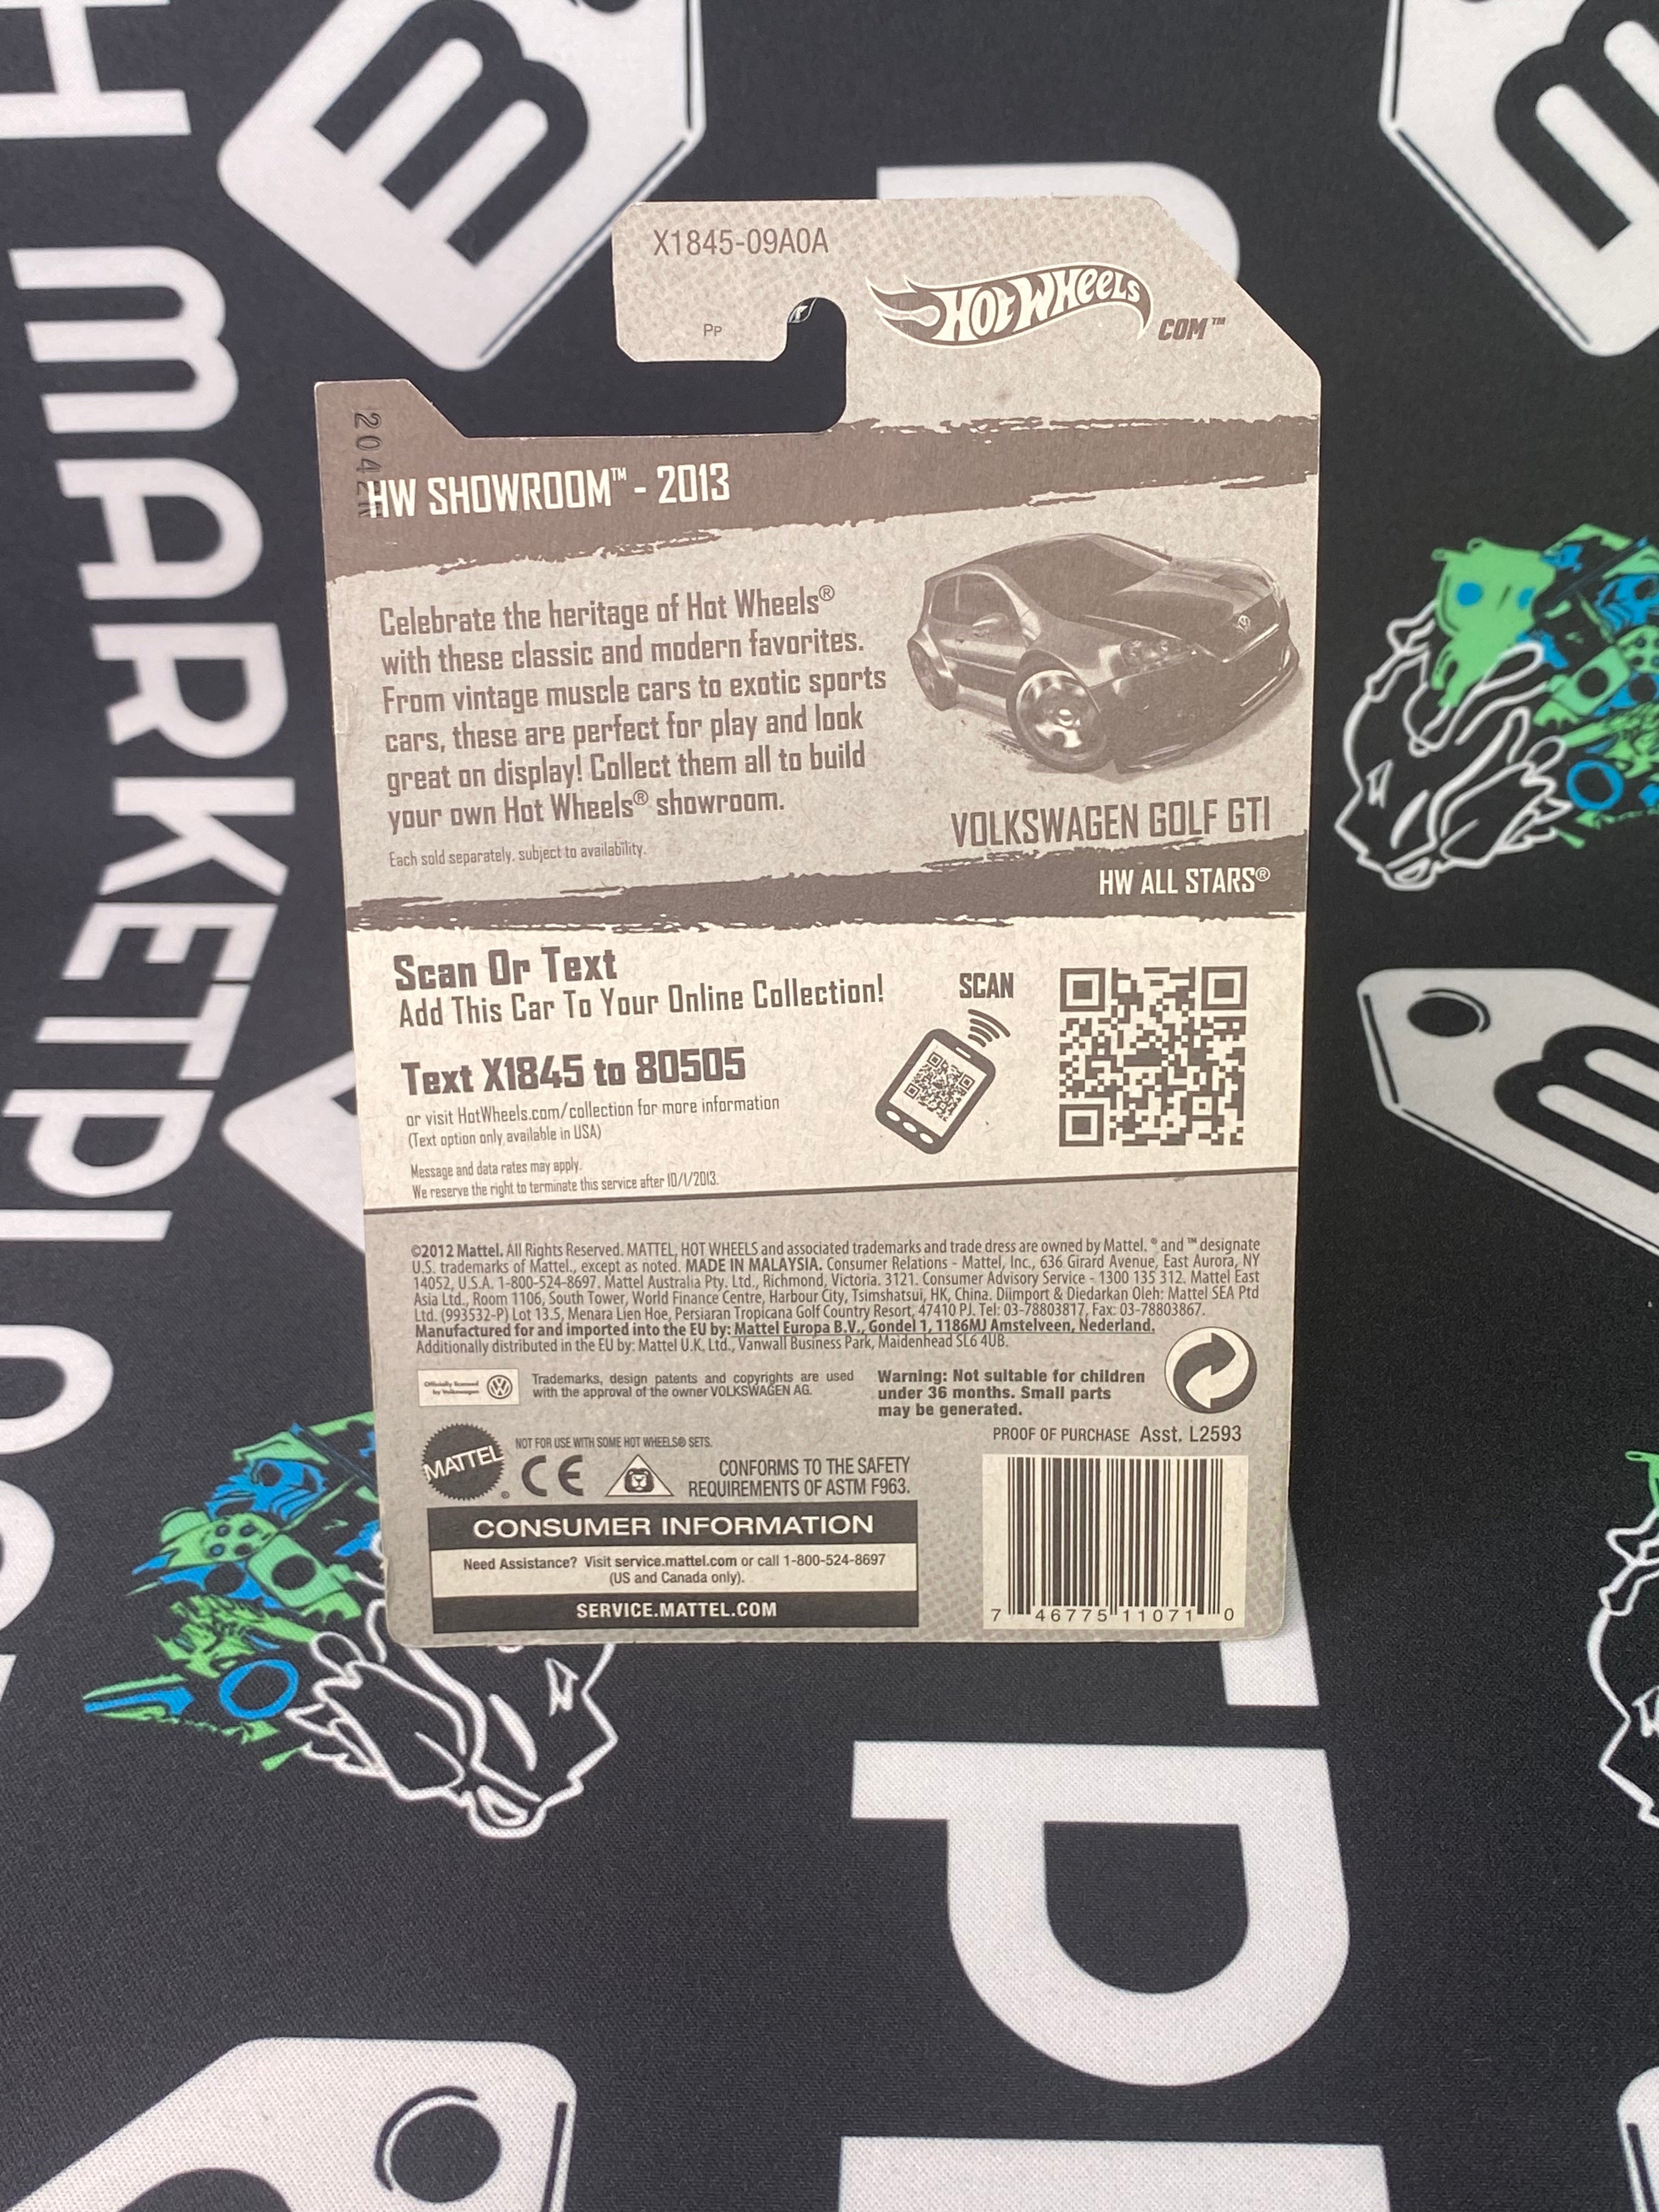 X1845-09A0A
Pp
HOT WHEELS
COM™
HW SHOWROOM™ - 2013
Celebrate the heritage of Hot Wheels®
with these classic and modern favorites.
From vintage muscle cars to exotic sports
cars, these are perfect for play and look
great on display! Collect them all to build
your own Hot Wheels® showroom.
Each sold separately, subject to availability.
VOLKSWAGEN GOLF GTI
HW ALL STARS®
Scan Or Text
Add This Car To Your Online Collection!
SCAN
Text X1845 to 80505
or visit HotWheels.com/collection for more information
(Text option only available in USA)
Message and data rates may apply.
We reserve the right to terminate this service after 10/1/2013.
©2012 Mattel. All Rights Reserved. MATTEL, HOT WHEELS and associated trademarks and trade dress are owned by Mattel. ® and ™ designate
U.S. trademarks of Mattel., except as noted. MADE IN MALAYSIA. Consumer Relations - Mattel, Inc., 636 Girard Avenue, East Aurora, NY
14052, U.S.A. 1-800-524-8697. Mattel Australia Pty. Ltd., Richmond, Victoria. 3121. Consumer Advisory Service - 1300 135 312. Mattel East
Asia Ltd., Room 1106, South Tower, World Finance Centre, Harbour City, Tsimshatsui, HK, China. Diimport & Diedarkan Oleh: Mattel SEA Ptd
Ltd. (993532-P) Lot 13.5, Menara Lien Hoe, Persiaran Tropicana Golf Country Resort, 47410 PJ. Tel: 03-78803817, Fax: 03-78803867.
Manufactured for and imported into the EU by: Mattel Europa B.V., Gondel 1, 1186MJ Amstelveen, Nederland.
Additionally distributed in the EU by: Mattel U.K. Ltd., Vanwall Business Park, Maidenhead SL6 4UB.
Officially licensed
by Volkswagen
Trademarks, design patents and copyrights are used
with the approval of the owner VOLKSWAGEN AG.
Warning: Not suitable for children
under 36 months. Small parts
may be generated.
PROOF OF PURCHASE Asst. L2593
MATTEL®
NOT FOR USE WITH SOME HOT WHEELS® SETS.
CE
CONFORMS TO THE SAFETY
REQUIREMENTS OF ASTM F963.
CONSUMER INFORMATION
Need Assistance? Visit service.mattel.com or call 1-800-524-8697
(US and Canada only).
SERVICE.MATTEL.COM
7 46775 11071 0